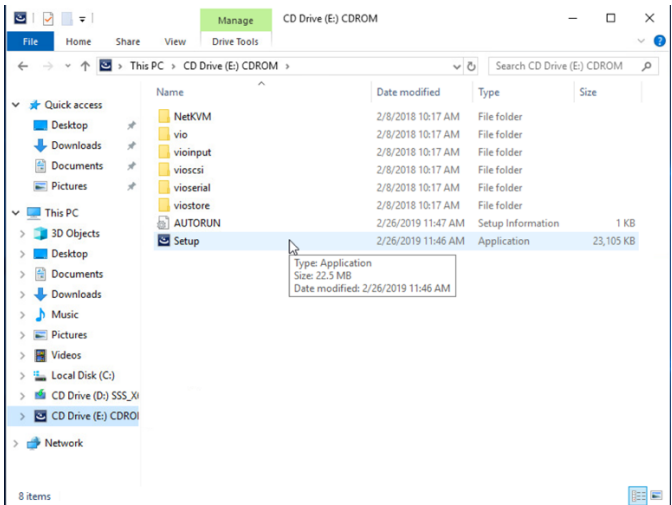 Manage
CD Drive (E:) CDROM
File
Home
Share
View
Drive Tools
This PC > CD Drive (E:) CDROM >
Search CD Drive (E:) CDROM
Name
Date modified
Type
Size
Quick access
Desktop
Downloads
Documents
Pictures
This PC
3D Objects
Desktop
Documents
Downloads
Music
Pictures
Videos
Local Disk (C:)
CD Drive (D:) SSS_X
CD Drive (E:) CDRO
Network
NetKVM 2/8/2018 10:17 AM File folder
vio 2/8/2018 10:17 AM File folder
vioinput 2/8/2018 10:17 AM File folder
vioscsi 2/8/2018 10:17 AM File folder
vioserial 2/8/2018 10:17 AM File folder
viostore 2/8/2018 10:17 AM File folder
AUTORUN 2/26/2019 11:47 AM Setup Information 1 KB
Setup 2/26/2019 11:46 AM Application 23,105 KB
Type: Application
Size: 22.5 MB
Date modified: 2/26/2019 11:46 AM
8 items